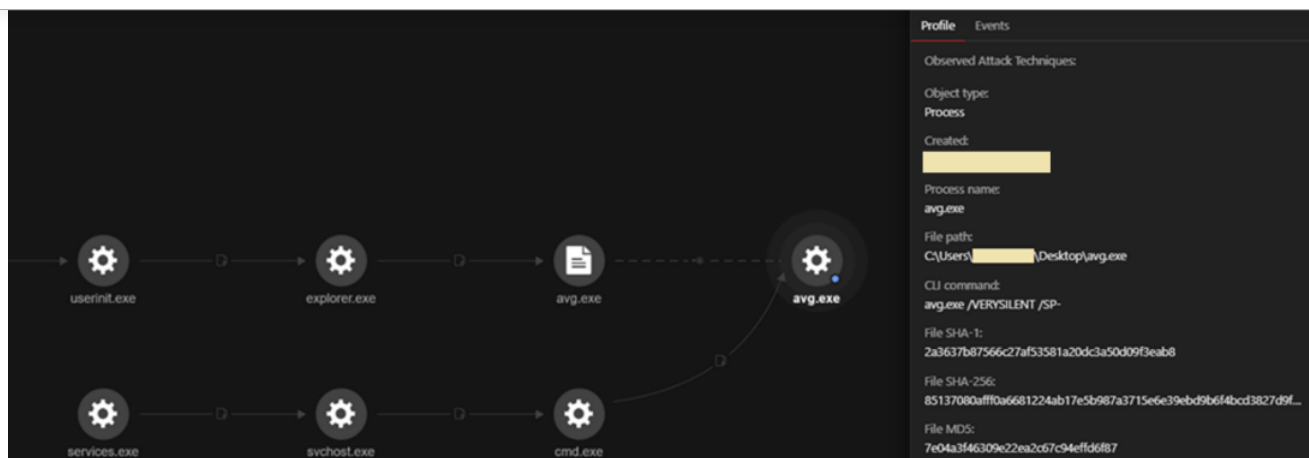 Profile Events
Observed Attack Techniques:
Object type:
Process
Created:
Process name:
avg.exe
File path:
C:\Users\ \Desktop\avg.exe
CLI command:
avg.exe /VERYSILENT /SP-
File SHA-1:
2a3637b87566c27af53581a20dc3a50d09f3eab8
File SHA-256:
85137080afff0a6681224ab17e5b987a3715e6e39ebd9b6f4bcd3827d9f...
File MD5:
7e04a3f46309e22ea2c67c94effd6f87
userinit.exe
explorer.exe
avg.exe
avg.exe
services.exe
svchost.exe
cmd.exe